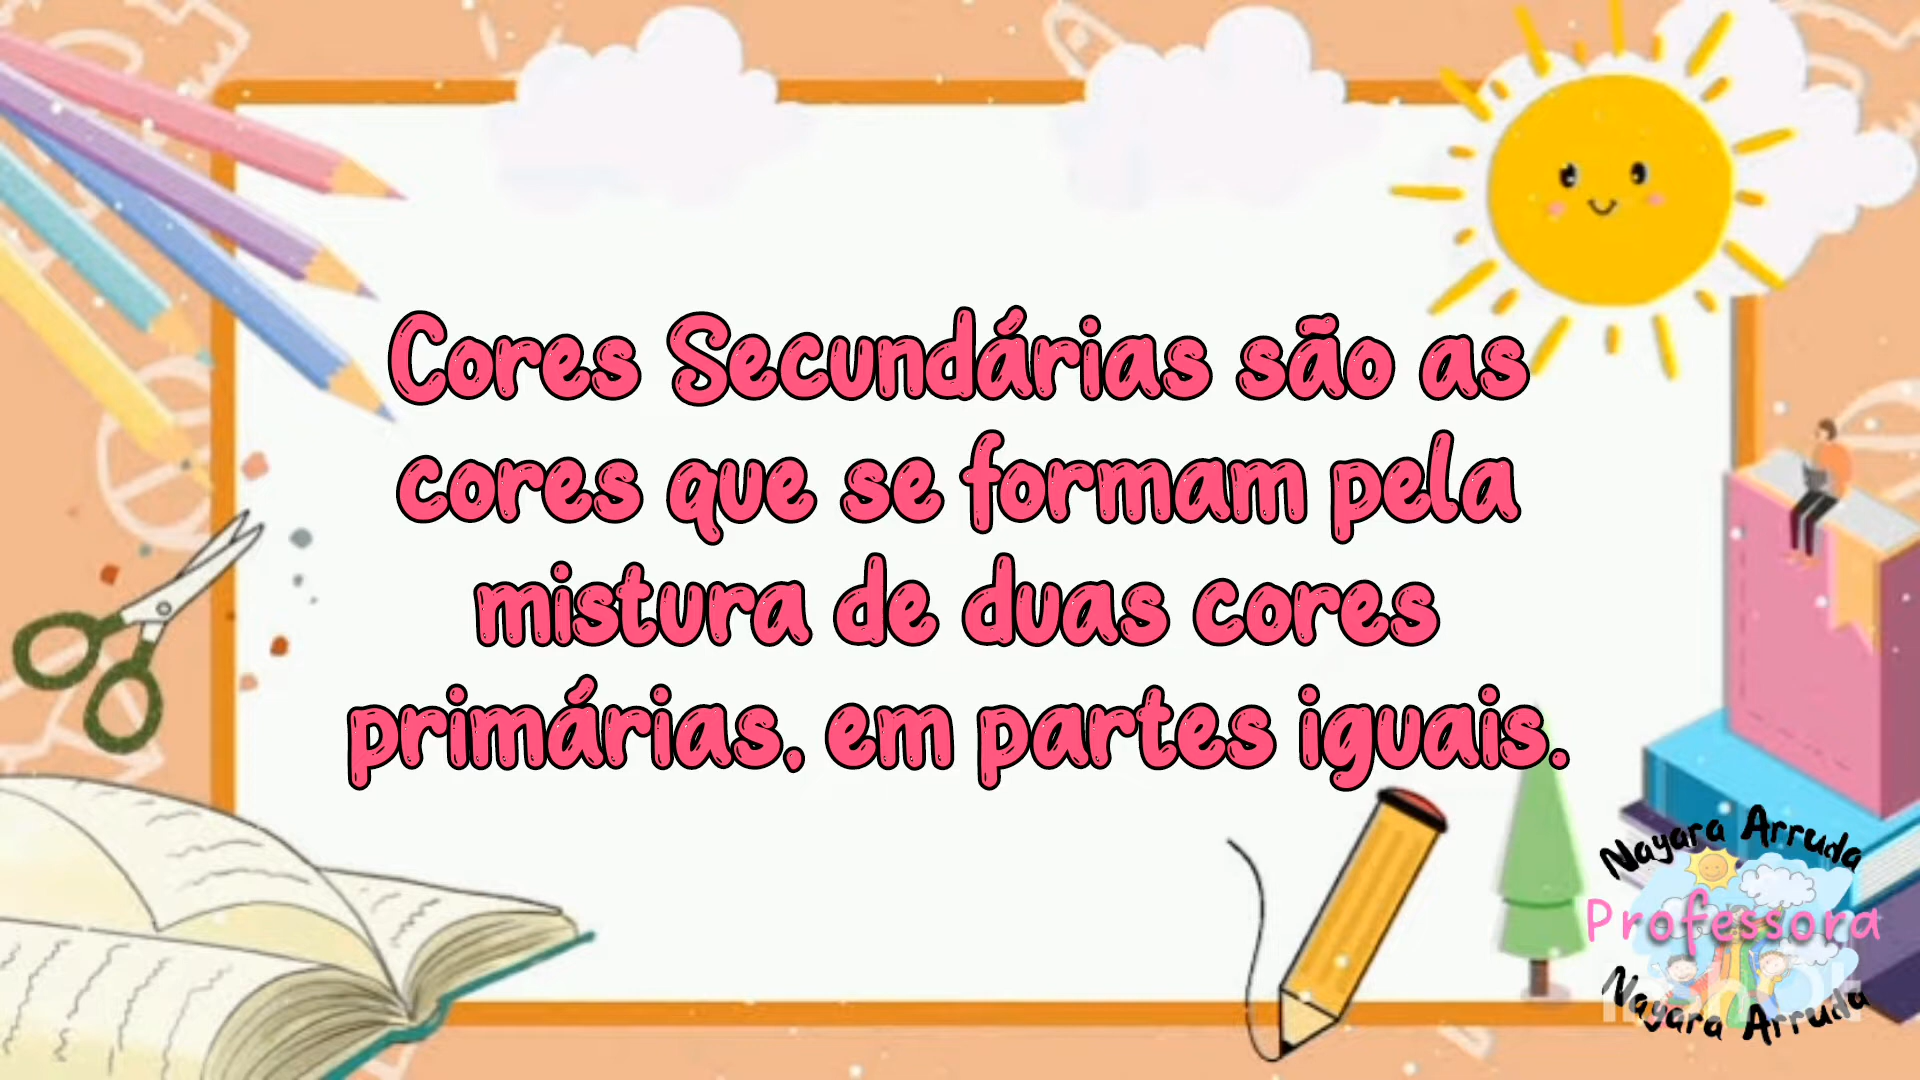 Cores Secundárias são as
cores que se formam pela
mistura de duas cores
primárias, em partes iguais.
Nayara Arruda
Professora
Nayara Arruda